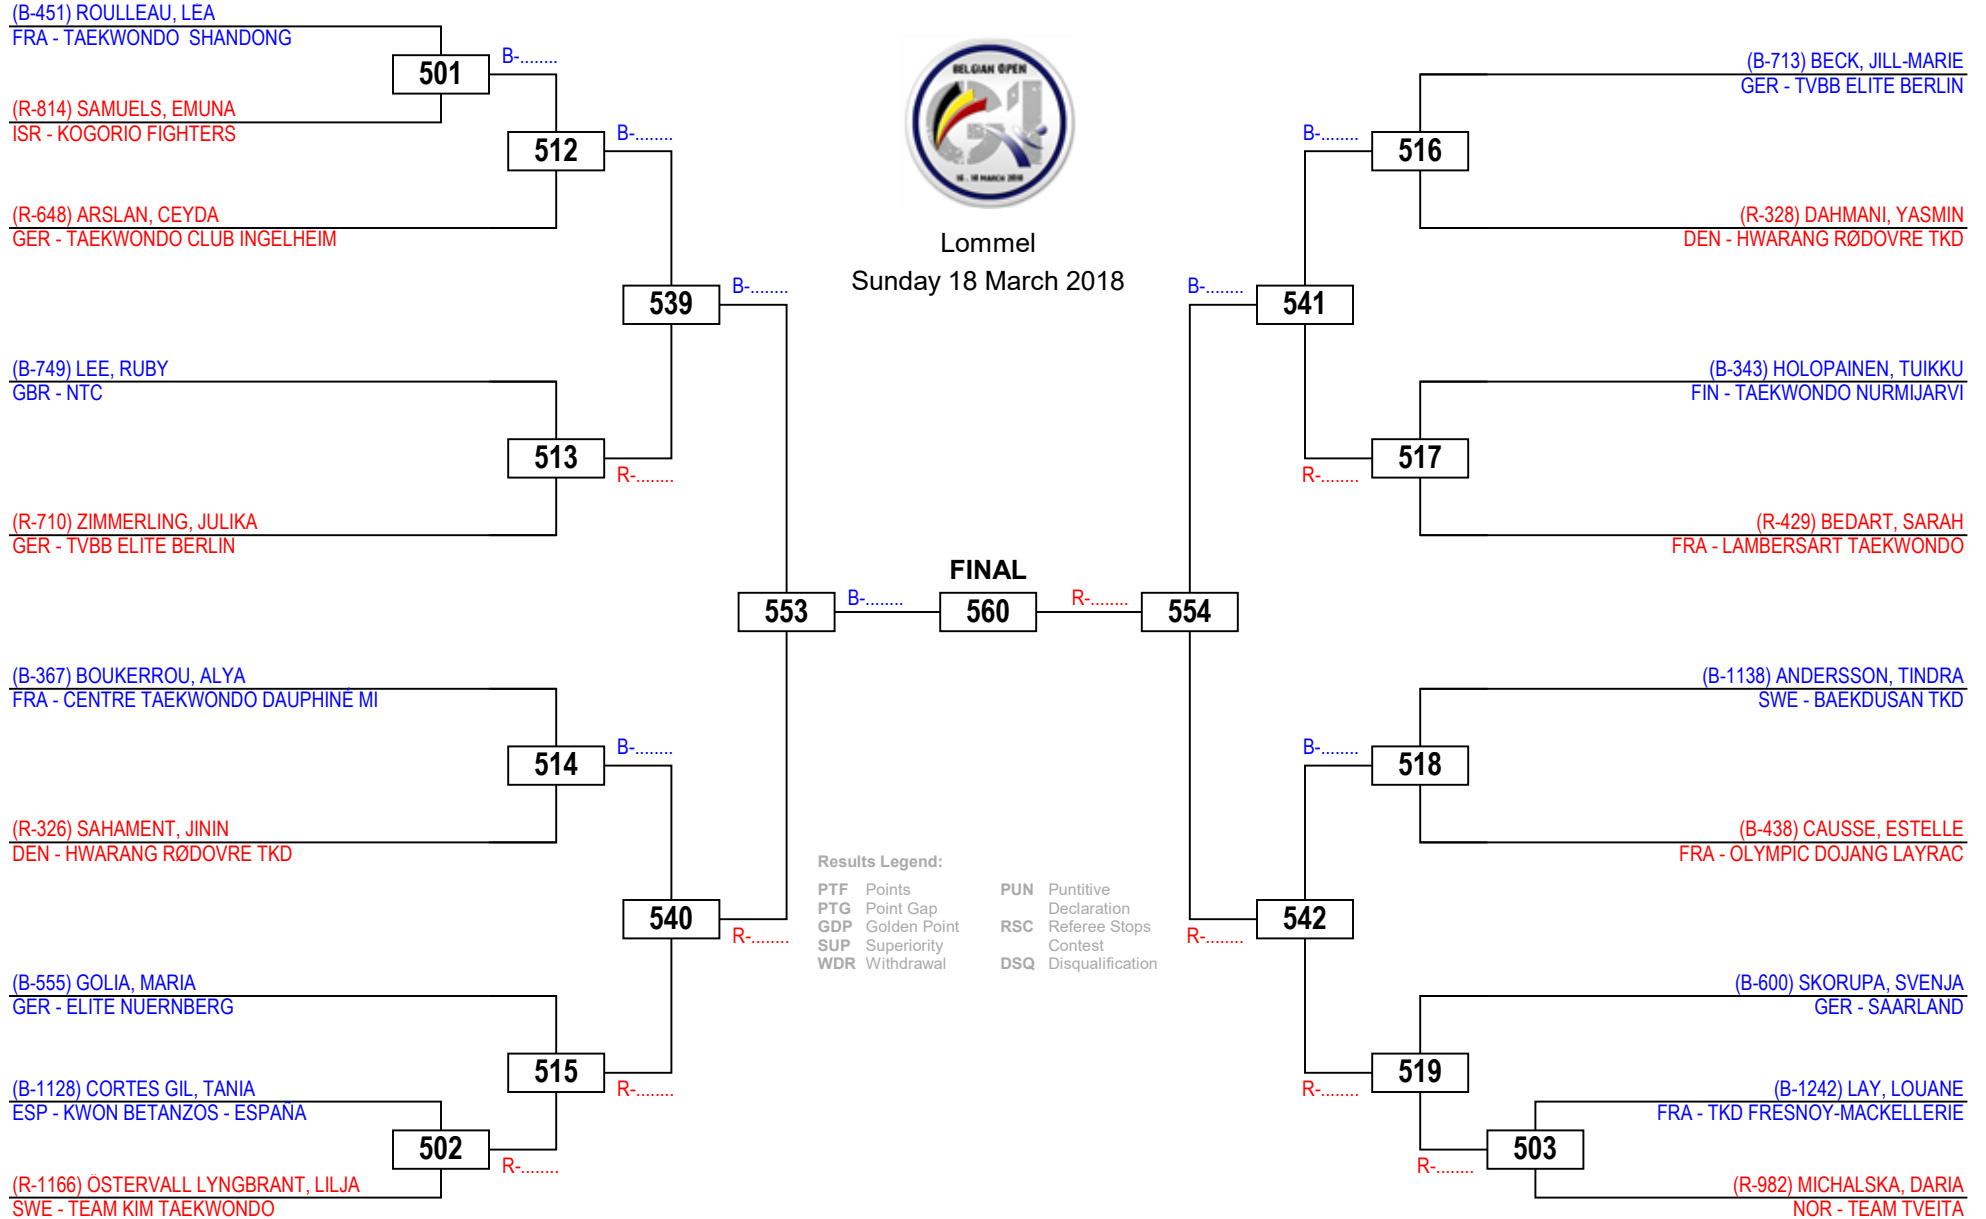 (B-451) ROULLEAU, LÉA
FRA - TAEKWONDO  SHANDONG
501
B-........
(R-814) SAMUELS, EMUNA
ISR - KOGORIO FIGHTERS
512
B-........
(R-648) ARSLAN, CEYDA
GER - TAEKWONDO CLUB INGELHEIM
539
B-........
(B-749) LEE, RUBY
GBR - NTC
513
R-........
(R-710) ZIMMERLING, JULIKA
GER - TVBB ELITE BERLIN
553
B-........
(B-367) BOUKERROU, ALYA
FRA - CENTRE TAEKWONDO DAUPHINÉ MI
514
B-........
(R-326) SAHAMENT, JININ
DEN - HWARANG RØDOVRE TKD
540
R-........
(B-555) GOLIA, MARIA
GER - ELITE NUERNBERG
515
R-........
(B-1128) CORTES GIL, TANIA
ESP - KWON BETANZOS - ESPAÑA
502
R-........
(R-1166) ÖSTERVALL LYNGBRANT, LILJA
SWE - TEAM KIM TAEKWONDO
BELGIAN OPEN
G1
16 - 18 MARCH 2018
Lommel
Sunday 18 March 2018
FINAL
560
Results Legend:
PTF Points
PTG Point Gap
GDP Golden Point
SUP Superiority
WDR Withdrawal
PUN Puntitive
Declaration
RSC Referee Stops
Contest
DSQ Disqualification
(B-713) BECK, JILL-MARIE
GER - TVBB ELITE BERLIN
B-........
516
(R-328) DAHMANI, YASMIN
DEN - HWARANG RØDOVRE TKD
B-........
541
(B-343) HOLOPAINEN, TUIKKU
FIN - TAEKWONDO NURMIJARVI
517
R-........
(R-429) BEDART, SARAH
FRA - LAMBERSART TAEKWONDO
R-........
554
(B-1138) ANDERSSON, TINDRA
SWE - BAEKDUSAN TKD
B-........
518
(B-438) CAUSSE, ESTELLE
FRA - OLYMPIC DOJANG LAYRAC
542
R-........
(B-600) SKORUPA, SVENJA
GER - SAARLAND
519
R-........
(B-1242) LAY, LOUANE
FRA - TKD FRESNOY-MACKELLERIE
503
R-........
(R-982) MICHALSKA, DARIA
NOR - TEAM TVEITA